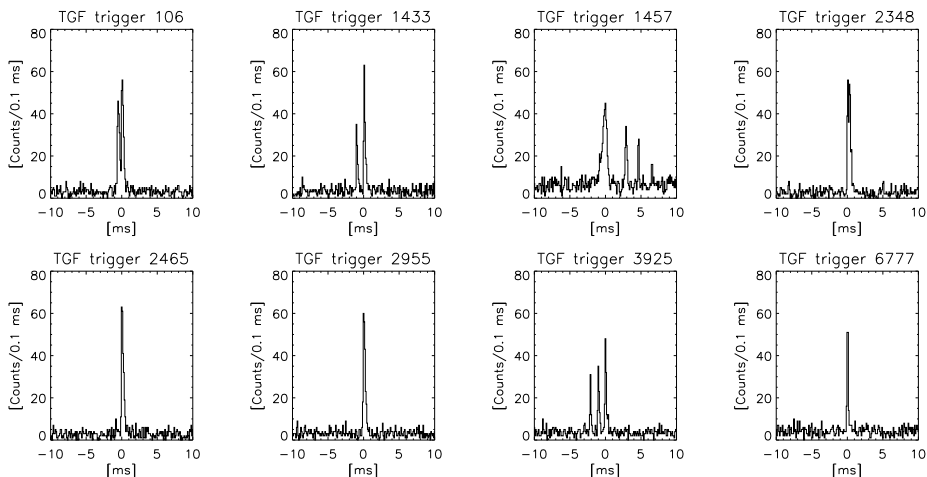 TGF trigger 106
80
60
40
20
0
[Counts/0.1 ms]
−10 −5 0 5 10
[ms]
TGF trigger 1433
80
60
40
20
0
[Counts/0.1 ms]
−10 −5 0 5 10
[ms]
TGF trigger 1457
80
60
40
20
0
[Counts/0.1 ms]
−10 −5 0 5 10
[ms]
TGF trigger 2348
80
60
40
20
0
[Counts/0.1 ms]
−10 −5 0 5 10
[ms]
TGF trigger 2465
80
60
40
20
0
[Counts/0.1 ms]
−10 −5 0 5 10
[ms]
TGF trigger 2955
80
60
40
20
0
[Counts/0.1 ms]
−10 −5 0 5 10
[ms]
TGF trigger 3925
80
60
40
20
0
[Counts/0.1 ms]
−10 −5 0 5 10
[ms]
TGF trigger 6777
80
60
40
20
0
[Counts/0.1 ms]
−10 −5 0 5 10
[ms]